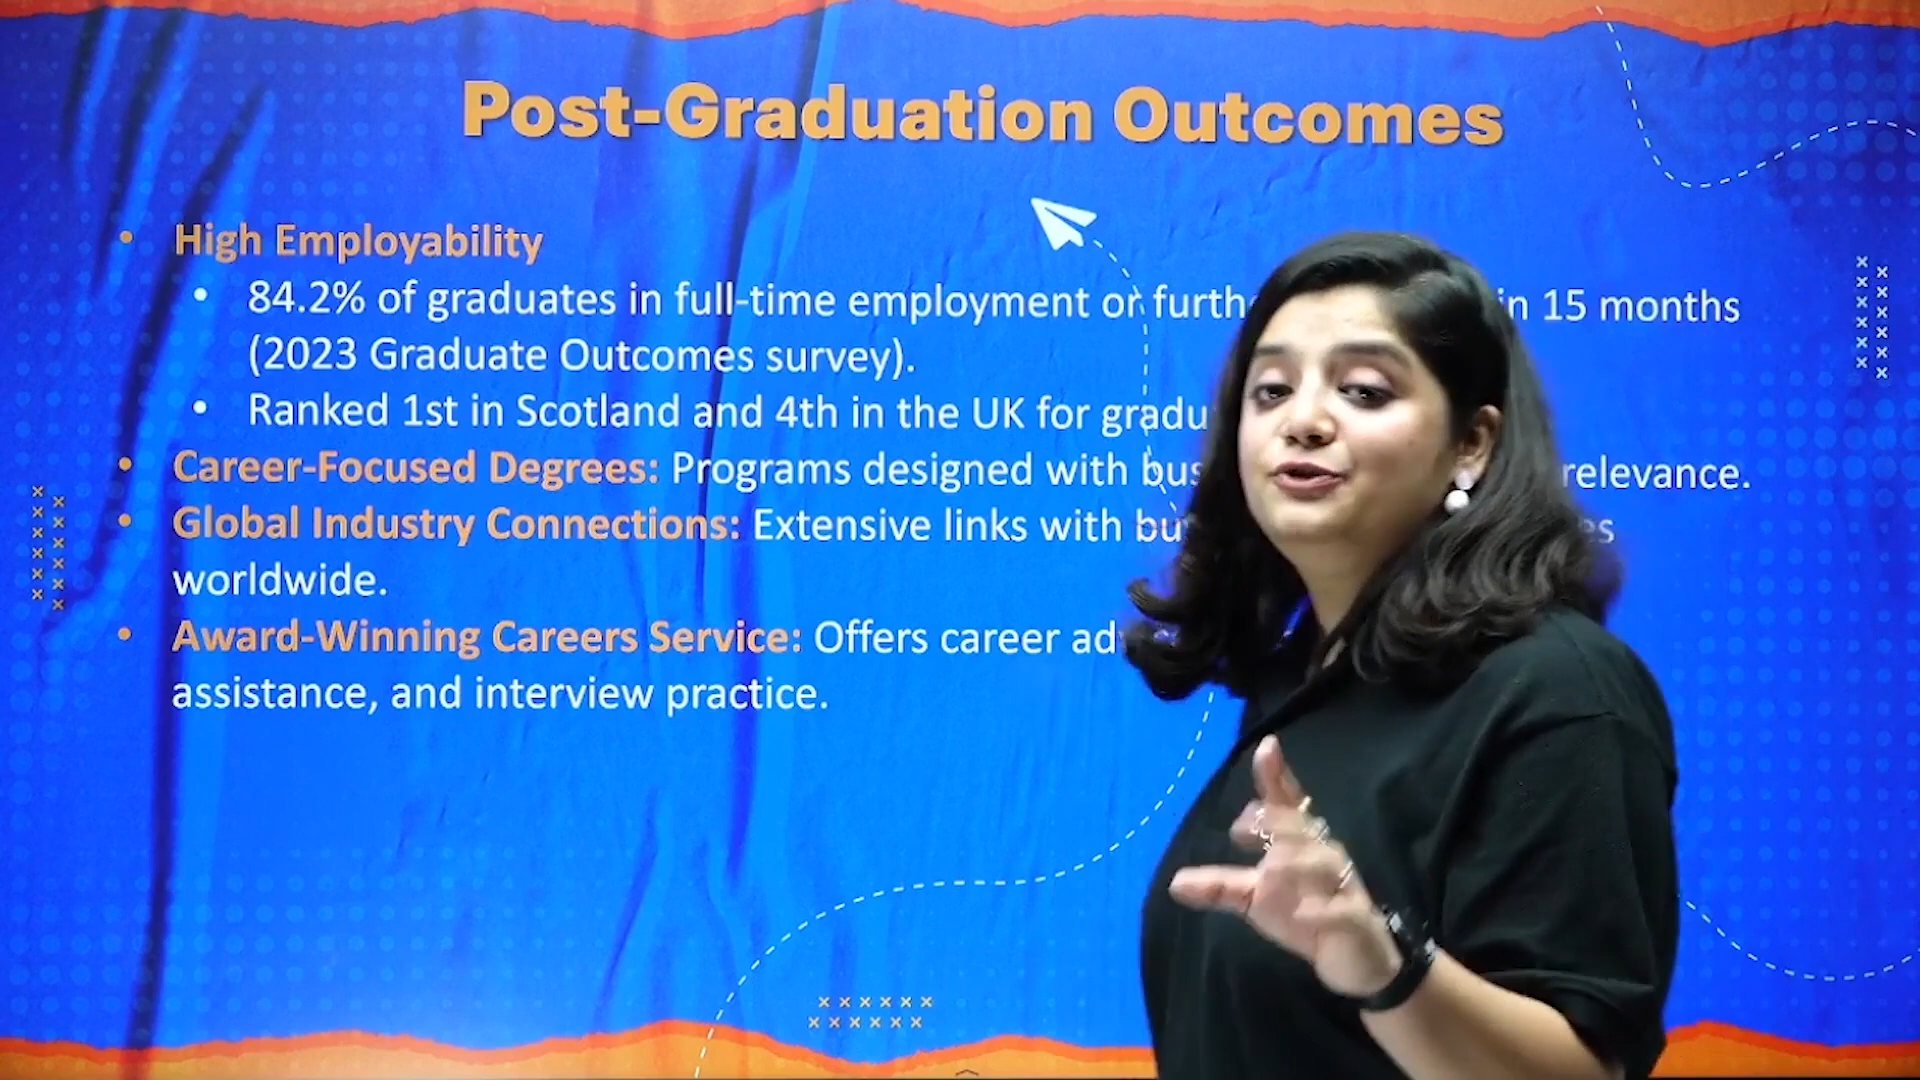 Post-Graduation Outcomes
• High Employability
• 84.2% of graduates in full-time employment or in 15 months
(2023 Graduate Outcomes survey).
• Ranked 1st in Scotland and 4th in the UK for
• Career-Focused Degrees: Programs designed with relevance.
• Global Industry Connections: Extensive links with
worldwide.
• Award-Winning Careers Service: Offers career
assistance, and interview practice.